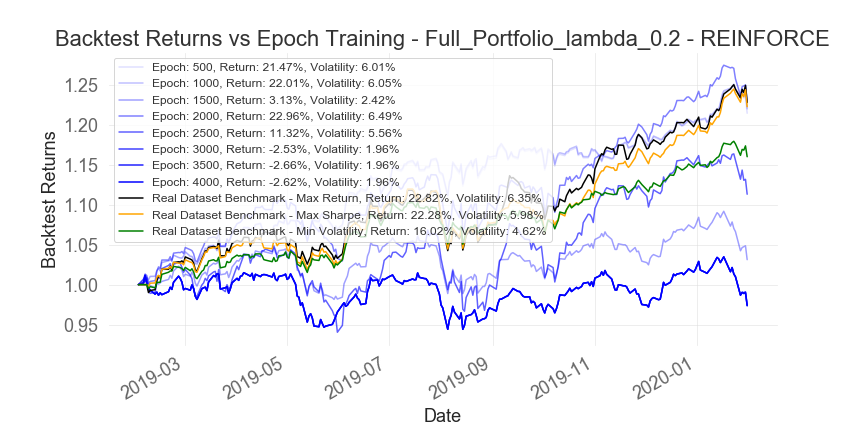 Backtest Returns vs Epoch Training - Full_Portfolio_lambda_0.2 - REINFORCE
Epoch: 500, Return: 21.47%, Volatility: 6.01%
Epoch: 1000, Return: 22.01%, Volatility: 6.05%
Epoch: 1500, Return: 3.13%, Volatility: 2.42%
Epoch: 2000, Return: 22.96%, Volatility: 6.49%
Epoch: 2500, Return: 11.32%, Volatility: 5.56%
Epoch: 3000, Return: -2.53%, Volatility: 1.96%
Epoch: 3500, Return: -2.66%, Volatility: 1.96%
Epoch: 4000, Return: -2.62%, Volatility: 1.96%
Real Dataset Benchmark - Max Return, Return: 22.82%, Volatility: 6.35%
Real Dataset Benchmark - Max Sharpe, Return: 22.28%, Volatility: 5.98%
Real Dataset Benchmark - Min Volatility, Return: 16.02%, Volatility: 4.62%
Backtest Returns
1.25
1.20
1.15
1.10
1.05
1.00
0.95
2019-03
2019-05
2019-07
2019-09
2019-11
2020-01
Date